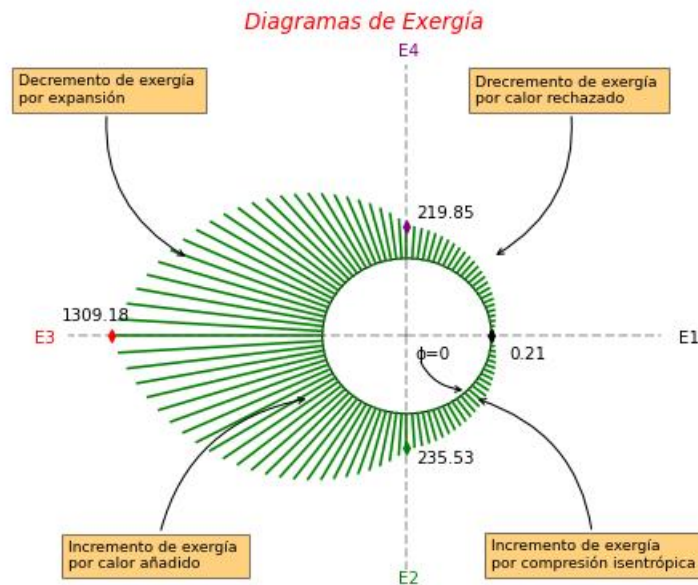 Diagramas de Exergía
E4
Decremento de exergía
por expansión
Drecremento de exergía
por calor rechazado
219.85
1309.18
E3
ϕ=0
0.21
E1
235.53
Incremento de exergía
por calor añadido
Incremento de exergía
por compresión isentrópica
E2